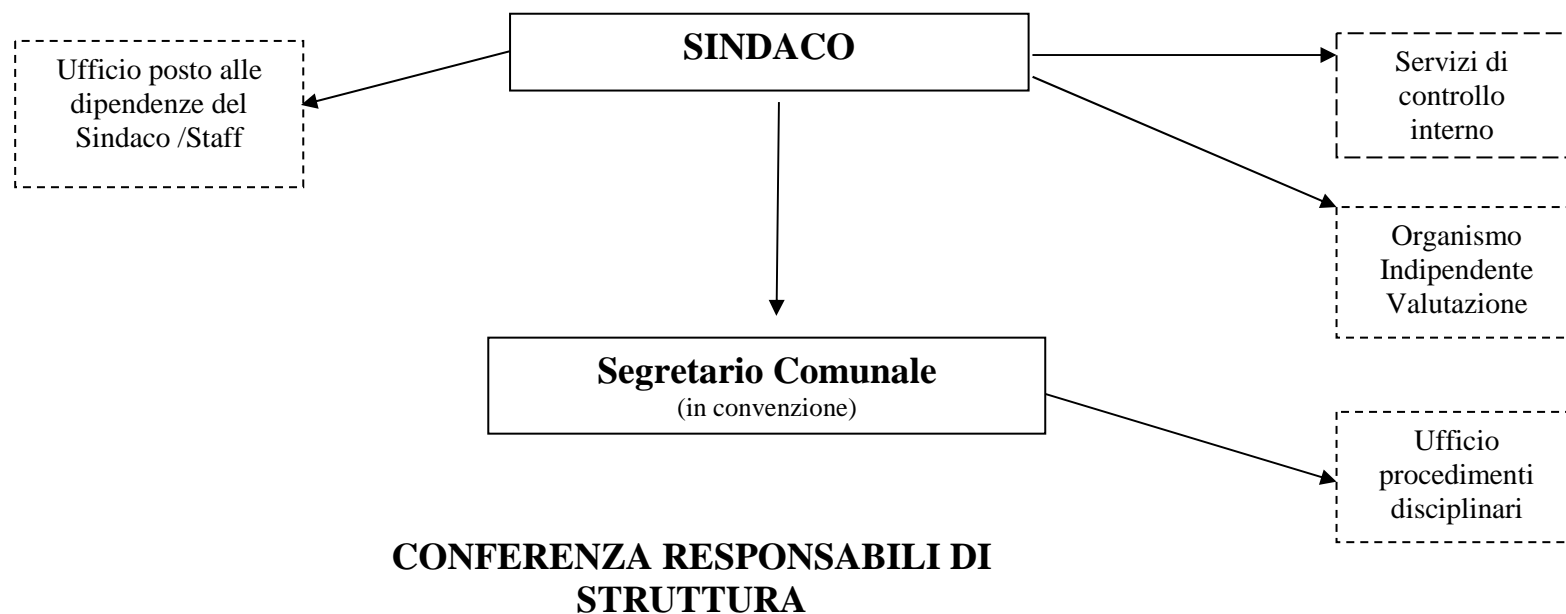 SINDACO
Ufficio posto alle
dipendenze del
Sindaco /Staff
Servizi di
controllo
interno
Organismo
Indipendente
Valutazione
Segretario Comunale
(in convenzione)
Ufficio
procedimenti
disciplinari
CONFERENZA RESPONSABILI DI
STRUTTURA